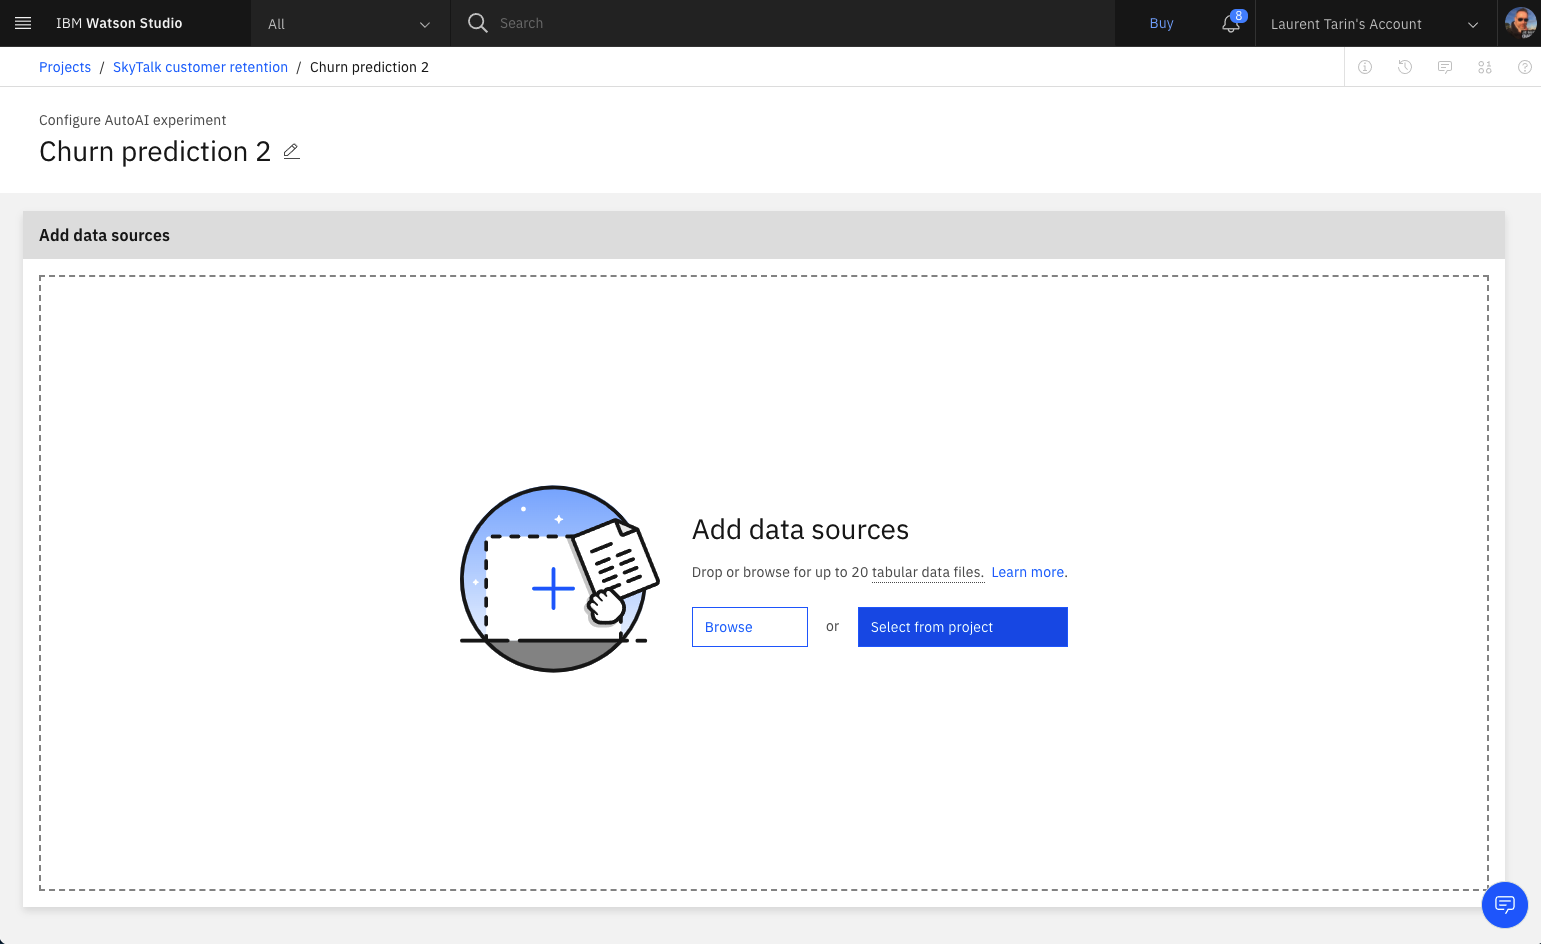 IBM Watson Studio All Search Buy 8 Laurent Tarin's Account
Projects / SkyTalk customer retention / Churn prediction 2
Configure AutoAI experiment
Churn prediction 2
Add data sources
Add data sources
Drop or browse for up to 20 tabular data files. Learn more.
Browse or Select from project